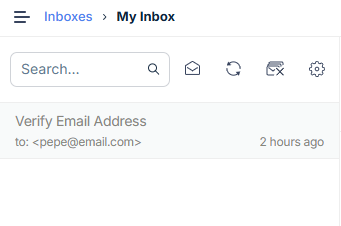 Inboxes › My Inbox
Search...
Verify Email Address
to: <pepe@email.com> 2 hours ago